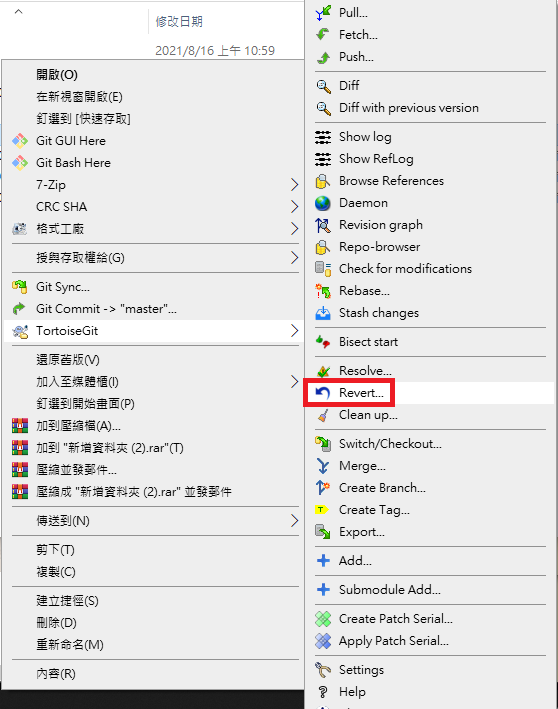 修改日期
2021/8/16 上午 10:59
開啟(O)
在新視窗開啟(E)
釘選到 [快速存取]
Git GUI Here
Git Bash Here
7-Zip
CRC SHA
格式工廠
授與存取權給(G)
Git Sync...
Git Commit -> "master"...
TortoiseGit
還原舊版(V)
加入至媒體櫃(I)
釘選到開始畫面(P)
加到壓縮檔(A)...
加到 "新增資料夾 (2).rar"(T)
壓縮並發郵件...
壓縮成 "新增資料夾 (2).rar" 並發郵件
傳送到(N)
剪下(T)
複製(C)
建立捷徑(S)
刪除(D)
重新命名(M)
內容(R)
Pull...
Fetch...
Push...
Diff
Diff with previous version
Show log
Show RefLog
Browse References
Daemon
Revision graph
Repo-browser
Check for modifications
Rebase...
Stash changes
Bisect start
Resolve...
Revert...
Clean up...
Switch/Checkout...
Merge...
Create Branch...
Create Tag...
Export...
Add...
Submodule Add...
Create Patch Serial...
Apply Patch Serial...
Settings
Help